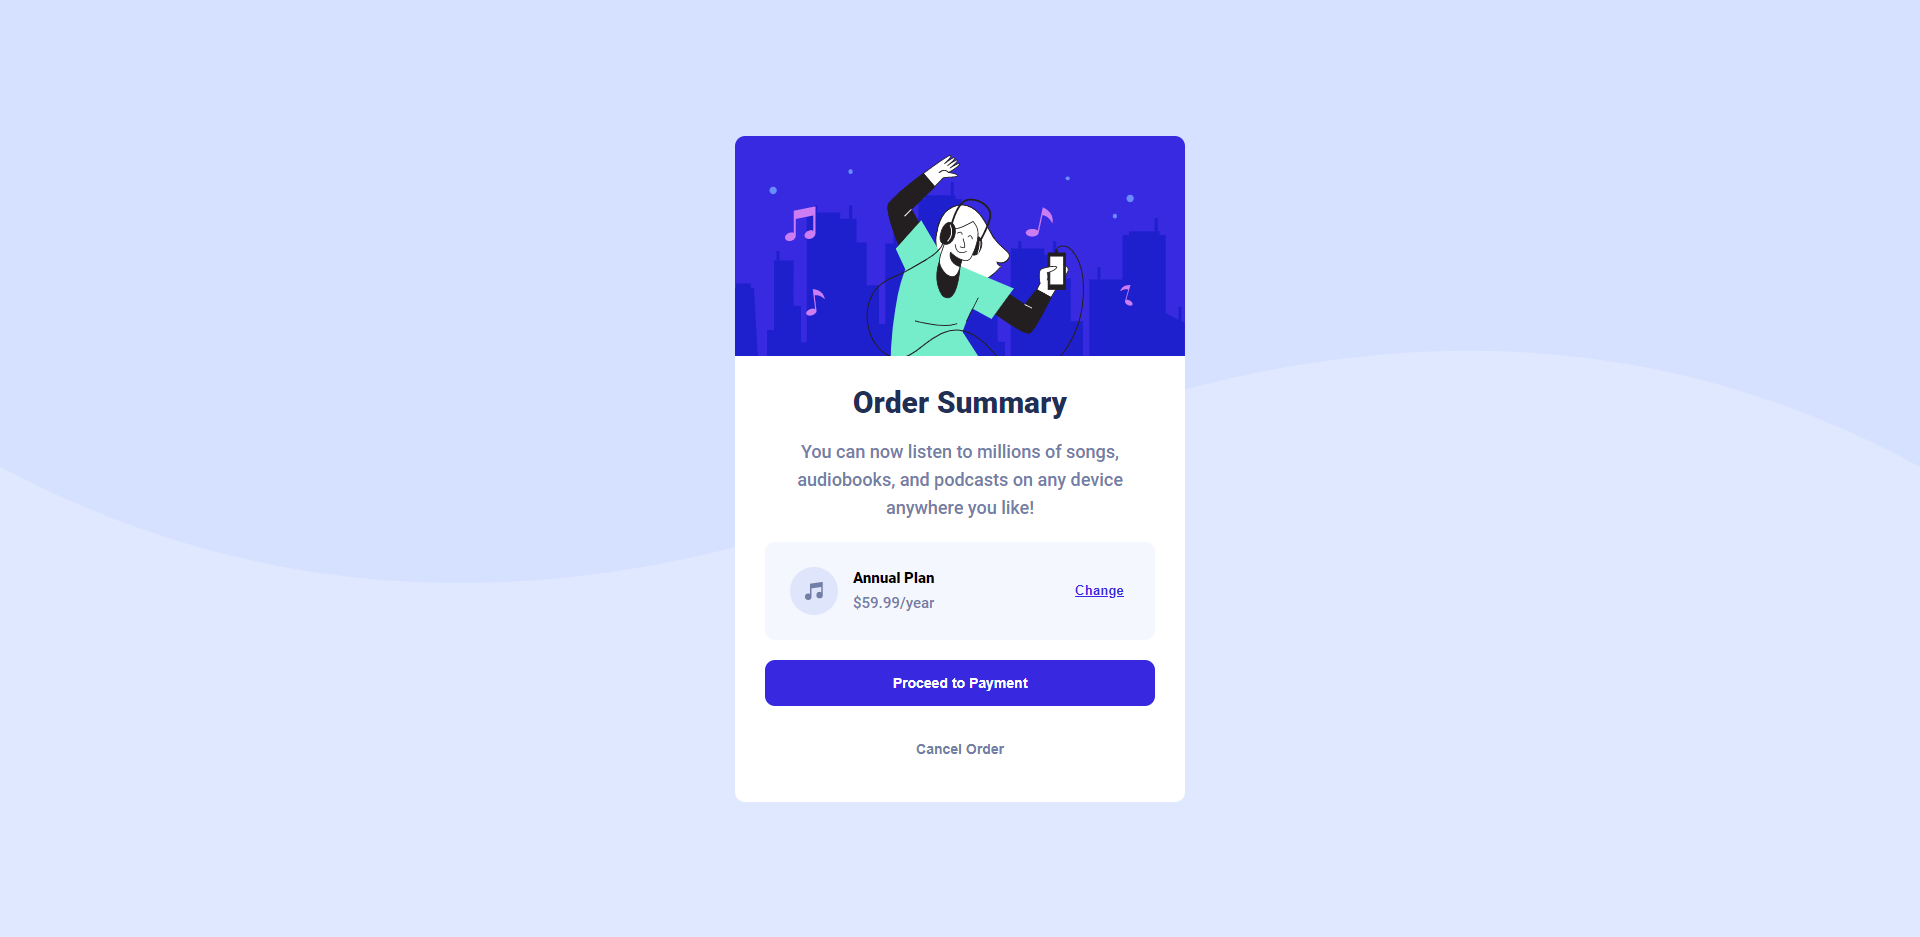 Order Summary
You can now listen to millions of songs,
audiobooks, and podcasts on any device
anywhere you like!
Annual Plan
$59.99/year
Change
Proceed to Payment
Cancel Order